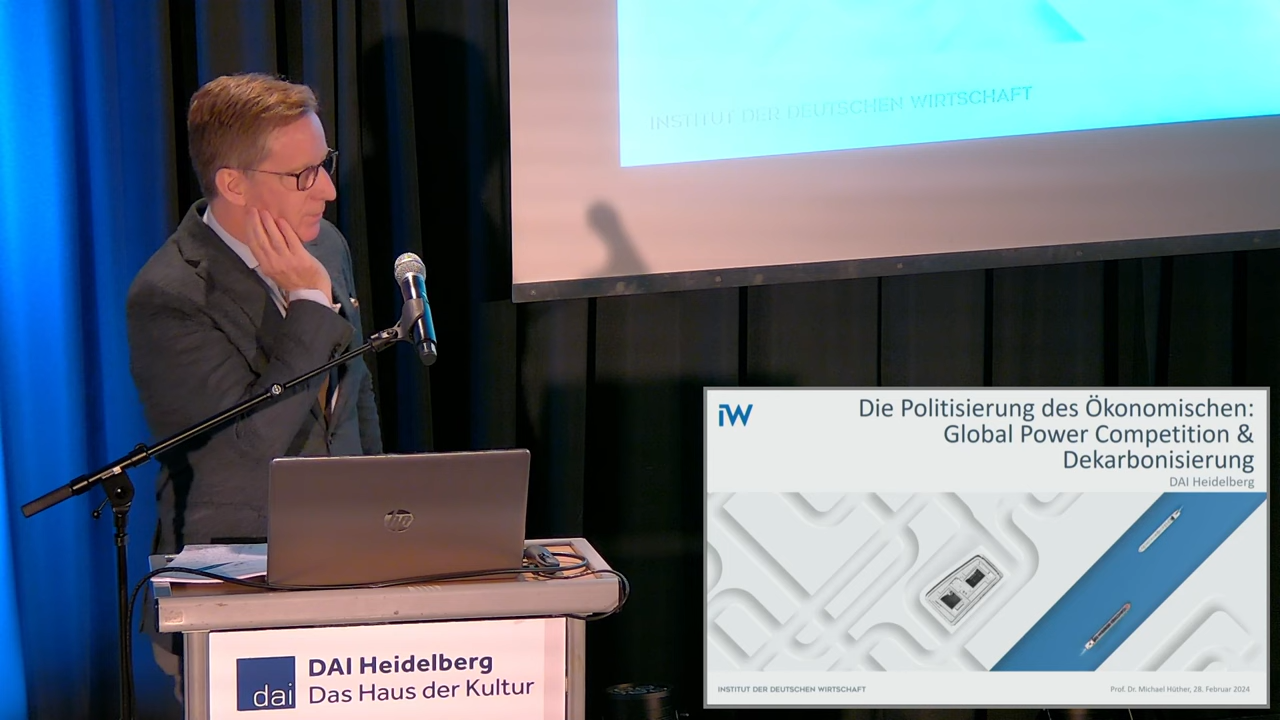 INSTITUT DER DEUTSCHEN WIRTSCHAFT
iW
Die Politisierung des Ökonomischen:
Global Power Competition &
Dekarbonisierung
DAI Heidelberg
INSTITUT DER DEUTSCHEN WIRTSCHAFT
Prof. Dr. Michael Hüther, 28. Februar 2024
hp
dai
DAI Heidelberg
Das Haus der Kultur